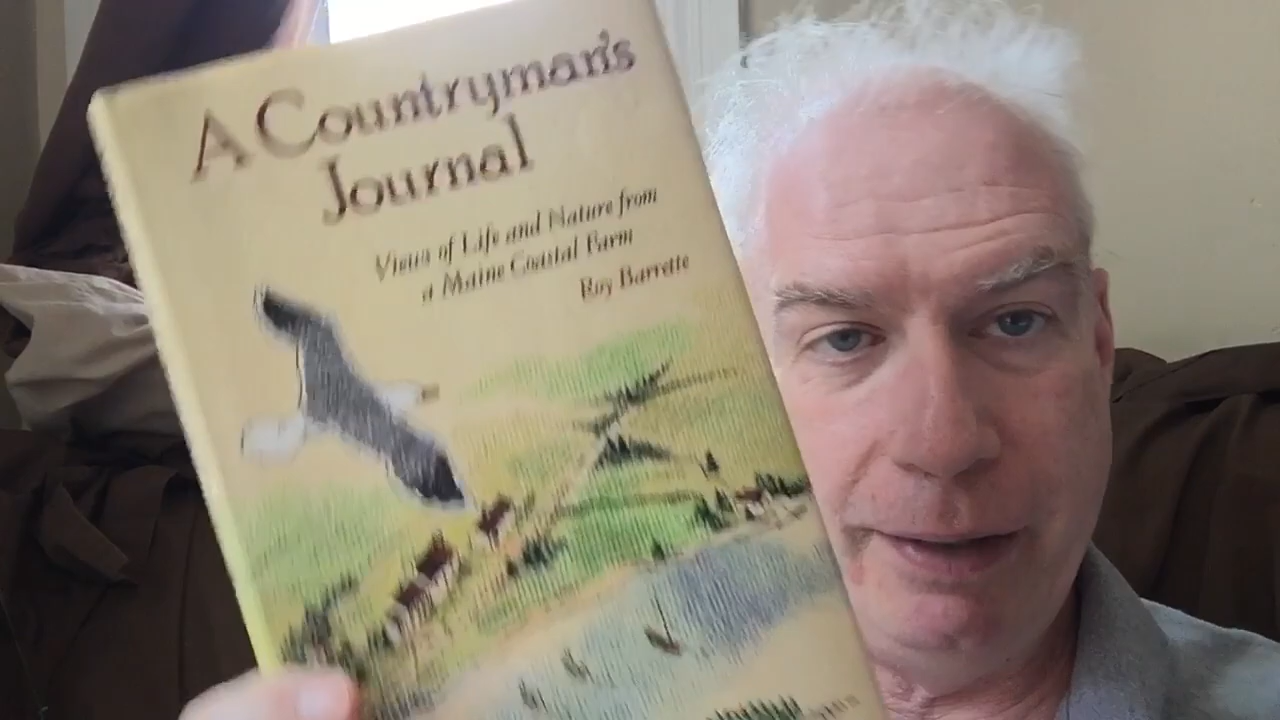 A Countryman's
Journal
Views of Life and Nature from
a Maine Coastal Farm
Roy Barrette